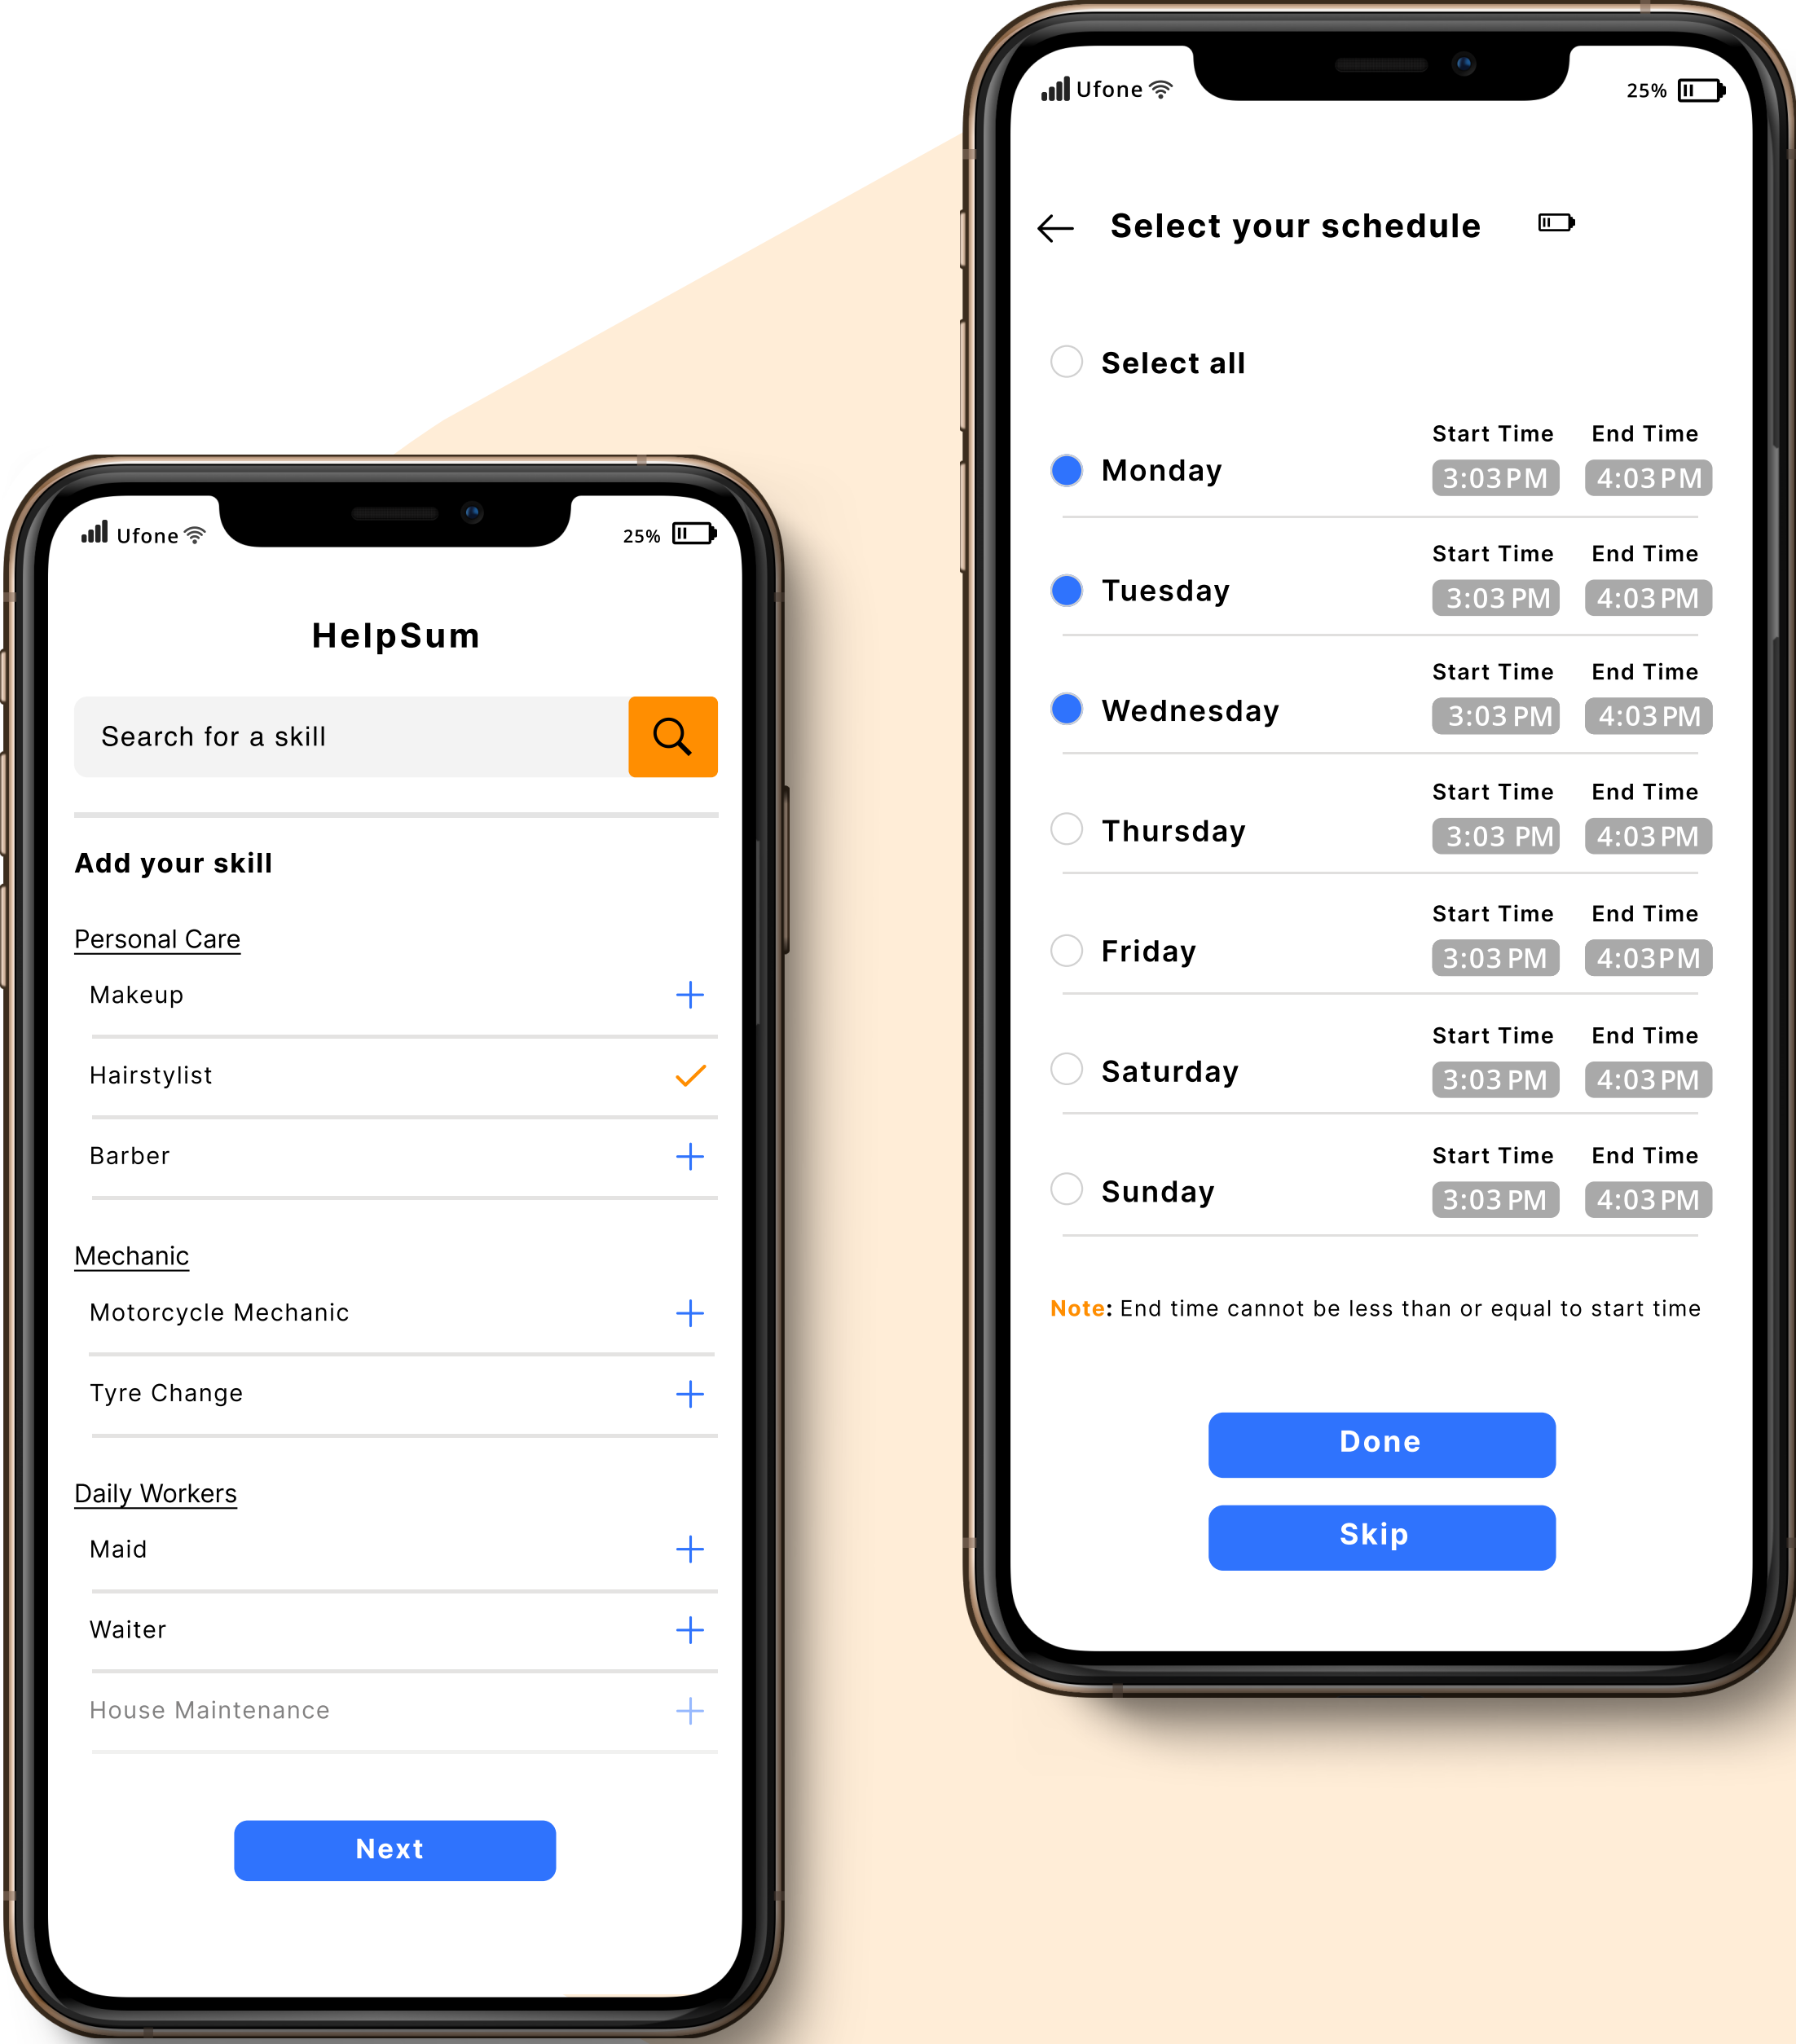 Ufone
25%
HelpSum
Search for a skill
Add your skill
Personal Care
Makeup
Hairstylist
Barber
Mechanic
Motorcycle Mechanic
Tyre Change
Daily Workers
Maid
Waiter
House Maintenance
Next
Ufone
25%
Select your schedule
Select all
Start Time End Time
Monday 3:03 PM 4:03 PM
Start Time End Time
Tuesday 3:03 PM 4:03 PM
Start Time End Time
Wednesday 3:03 PM 4:03 PM
Start Time End Time
Thursday 3:03 PM 4:03 PM
Start Time End Time
Friday 3:03 PM 4:03 PM
Start Time End Time
Saturday 3:03 PM 4:03 PM
Start Time End Time
Sunday 3:03 PM 4:03 PM
Note: End time cannot be less than or equal to start time
Done
Skip